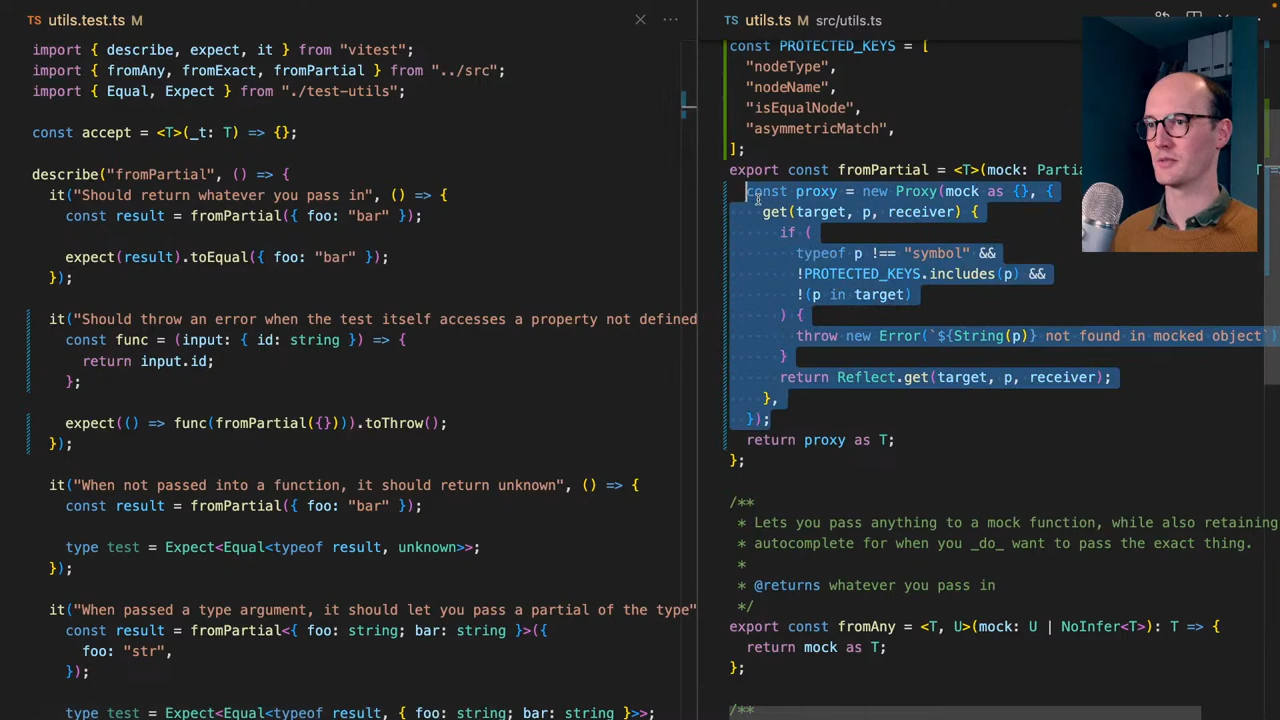 TS utils.test.ts M
import { describe, expect, it } from "vitest";
import { fromAny, fromExact, fromPartial } from "../src";
import { Equal, Expect } from "./test-utils";
const accept = <T>(_t: T) => {};
describe("fromPartial", () => {
it("Should return whatever you pass in", () => {
const result = fromPartial({ foo: "bar" });
expect(result).toEqual({ foo: "bar" });
});
it("Should throw an error when the test itself accesses a property not defined
const func = (input: { id: string }) => {
return input.id;
};
expect(() => func(fromPartial({}))).toThrow();
});
it("When not passed into a function, it should return unknown", () => {
const result = fromPartial({ foo: "bar" });
type test = Expect<Equal<typeof result, unknown>>;
});
it("When passed a type argument, it should let you pass a partial of the type"
const result = fromPartial<{ foo: string; bar: string }>({
foo: "str",
});
type test = Expect<Equal<typeof result, { foo: string; bar: string }>>;
TS utils.ts M src/utils.ts
const PROTECTED_KEYS = [
"nodeType",
"nodeName",
"isEqualNode",
"asymmetricMatch",
];
export const fromPartial = <T>(mock: Partia
const proxy = new Proxy(mock as {}, {
get(target, p, receiver) {
if (
typeof p !== "symbol" &&
!PROTECTED_KEYS.includes(p) &&
!(p in target)
) {
throw new Error(`${String(p)} not found in mocked object`)
}
return Reflect.get(target, p, receiver);
},
});
return proxy as T;
};
/**
* Lets you pass anything to a mock function, while also retaining
* autocomplete for when you _do_ want to pass the exact thing.
*
* @returns whatever you pass in
*/
export const fromAny = <T, U>(mock: U | NoInfer<T>): T => {
return mock as T;
};
/**